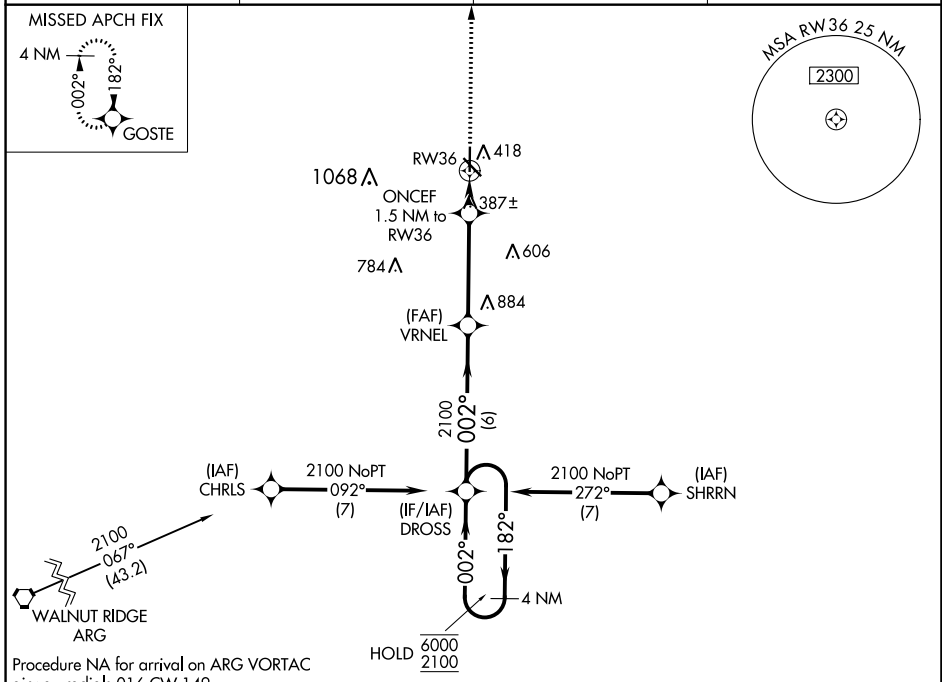 MISSED APCH FIX
4 NM
002°
182°
GOSTE
MSA RW36 25 NM
2300
RW36
418
1068
ONCEF
1.5 NM to
RW36
387±
784
606
884
(FAF)
VRNEL
2100
002°
(6)
(IAF)
CHRLS
2100 NoPT
092°
(7)
(IF/IAF)
DROSS
2100 NoPT
272°
(7)
(IAF)
SHRRN
2100
067°
(43.2)
002°
182°
4 NM
WALNUT RIDGE
ARG
HOLD
6000
2100
Procedure NA for arrival on ARG VORTAC